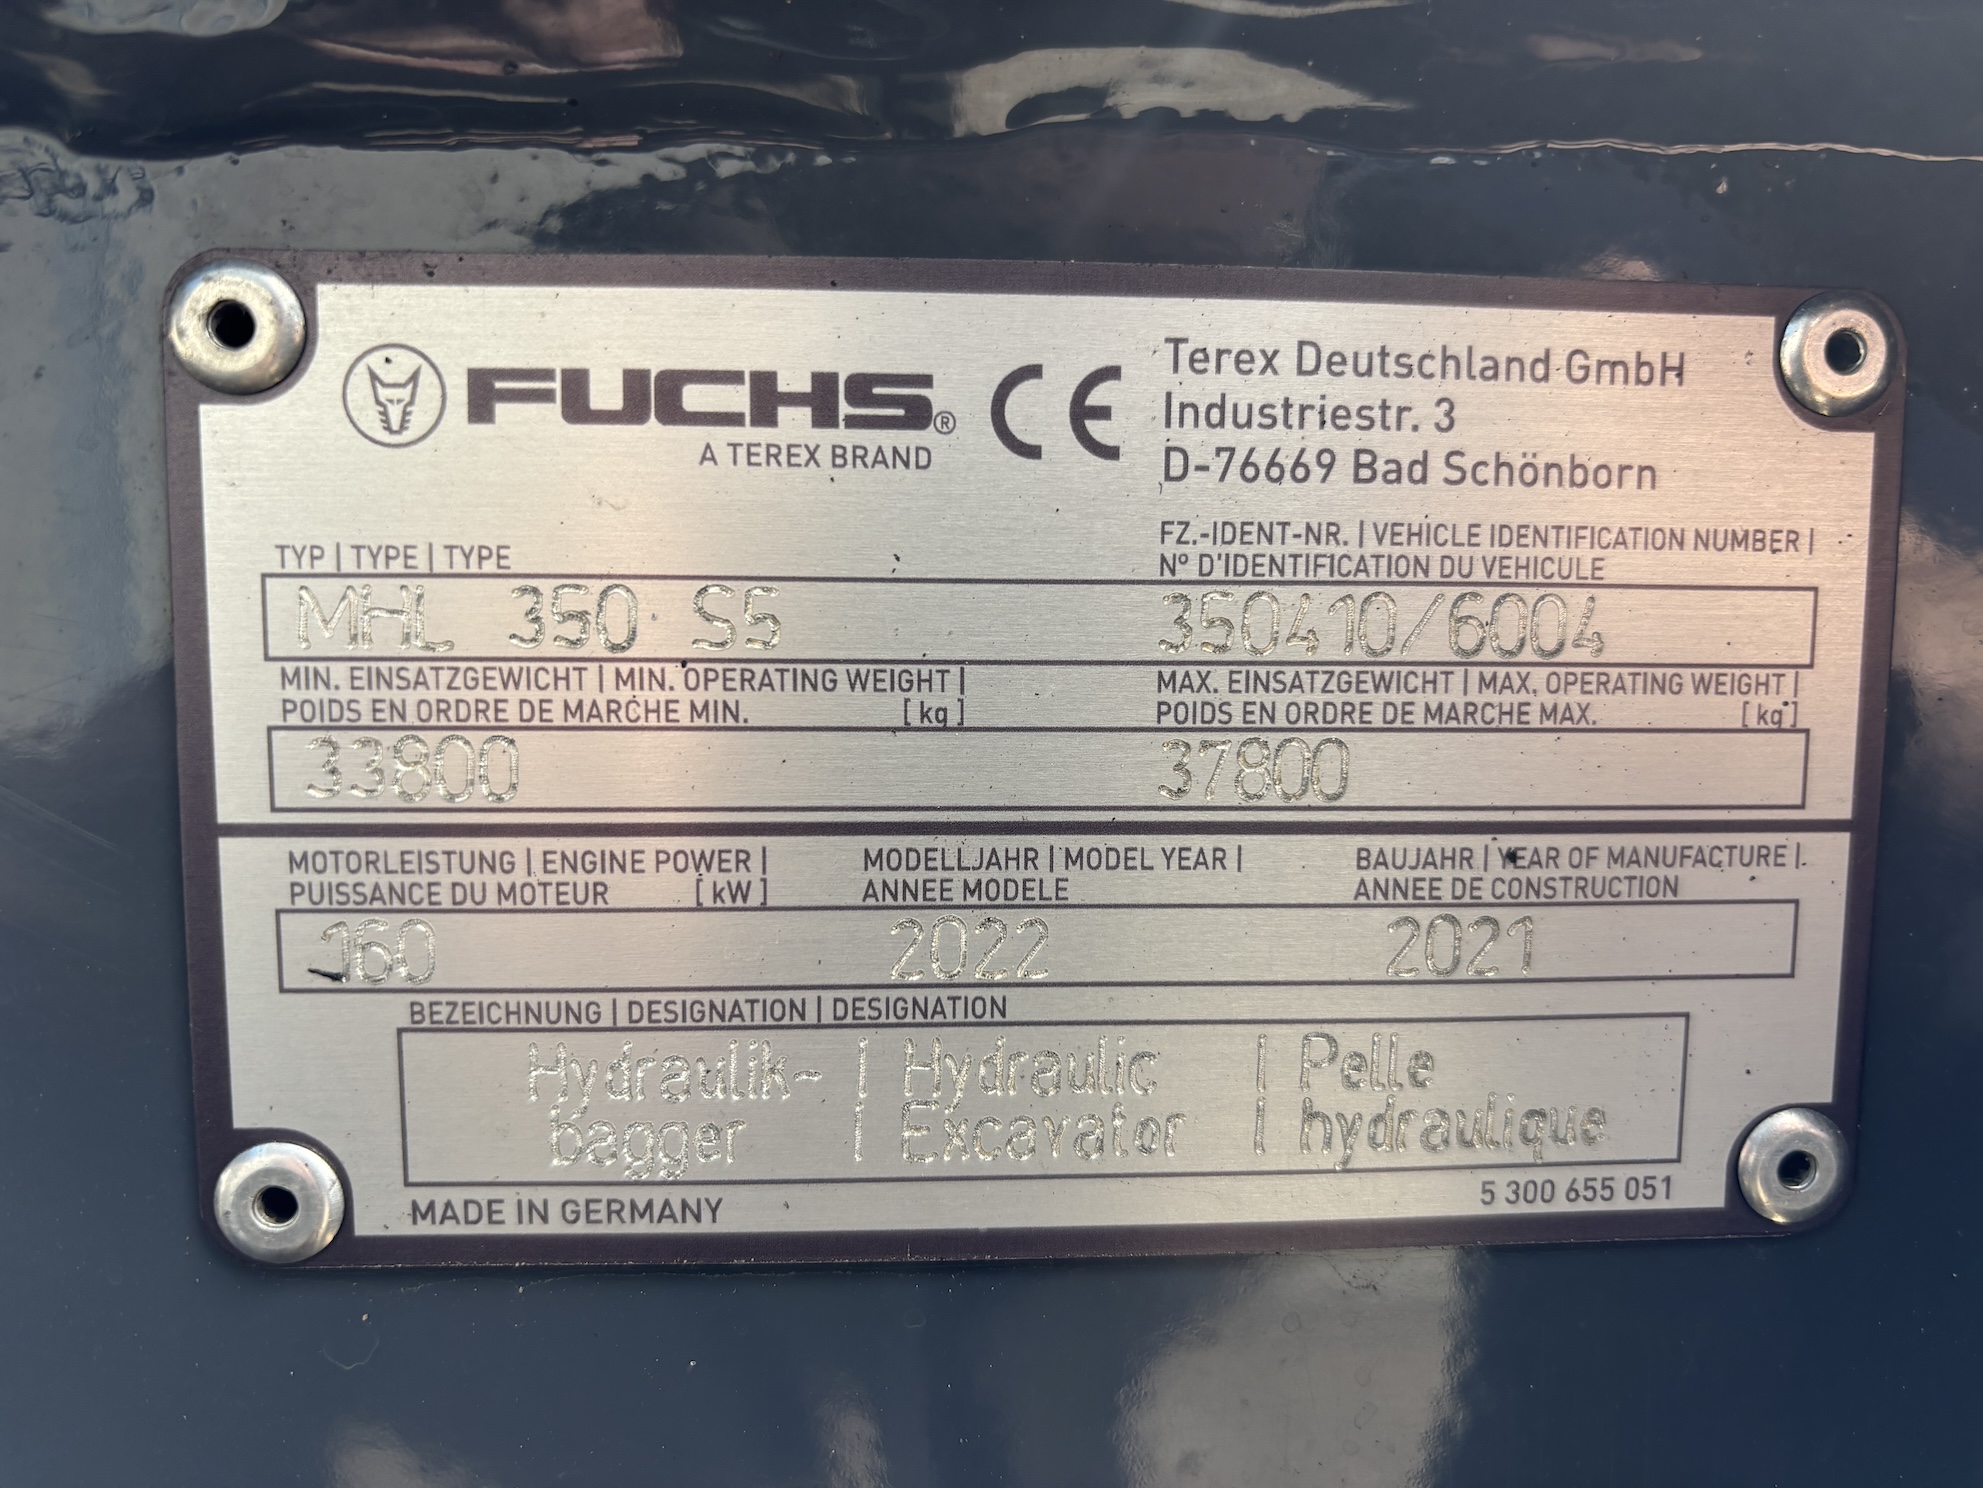 FUCHS®
A TEREX BRAND
CE
Terex Deutschland GmbH
Industriestr. 3
D-76669 Bad Schönborn
TYP | TYPE | TYPE
FZ.-IDENT-NR. | VEHICLE IDENTIFICATION NUMBER |
N° D'IDENTIFICATION DU VEHICULE
MHL 350 S5
350410/6004
MIN. EINSATZGEWICHT | MIN. OPERATING WEIGHT |
POIDS EN ORDRE DE MARCHE MIN. [kg]
MAX. EINSATZGEWICHT | MAX. OPERATING WEIGHT |
POIDS EN ORDRE DE MARCHE MAX. [kg]
33800
37800
MOTORLEISTUNG | ENGINE POWER |
PUISSANCE DU MOTEUR [kW]
MODELLJAHR | MODEL YEAR |
ANNEE MODELE
BAUJAHR | YEAR OF MANUFACTURE |
ANNEE DE CONSTRUCTION
160
2022
2021
BEZEICHNUNG | DESIGNATION | DESIGNATION
Hydraulik- | Hydraulic | Pelle
bagger | Excavator | hydraulique
MADE IN GERMANY
5 300 655 051